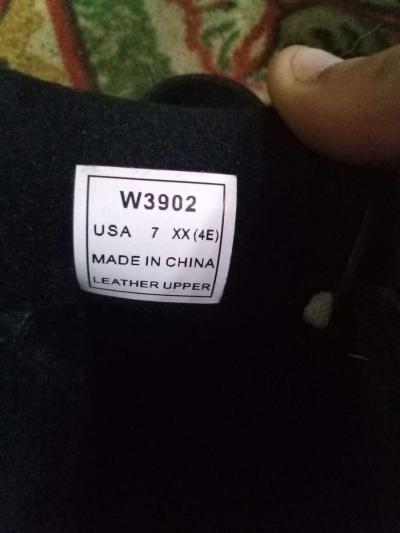 W3902
USA 7 XX (4E)
MADE IN CHINA
LEATHER UPPER